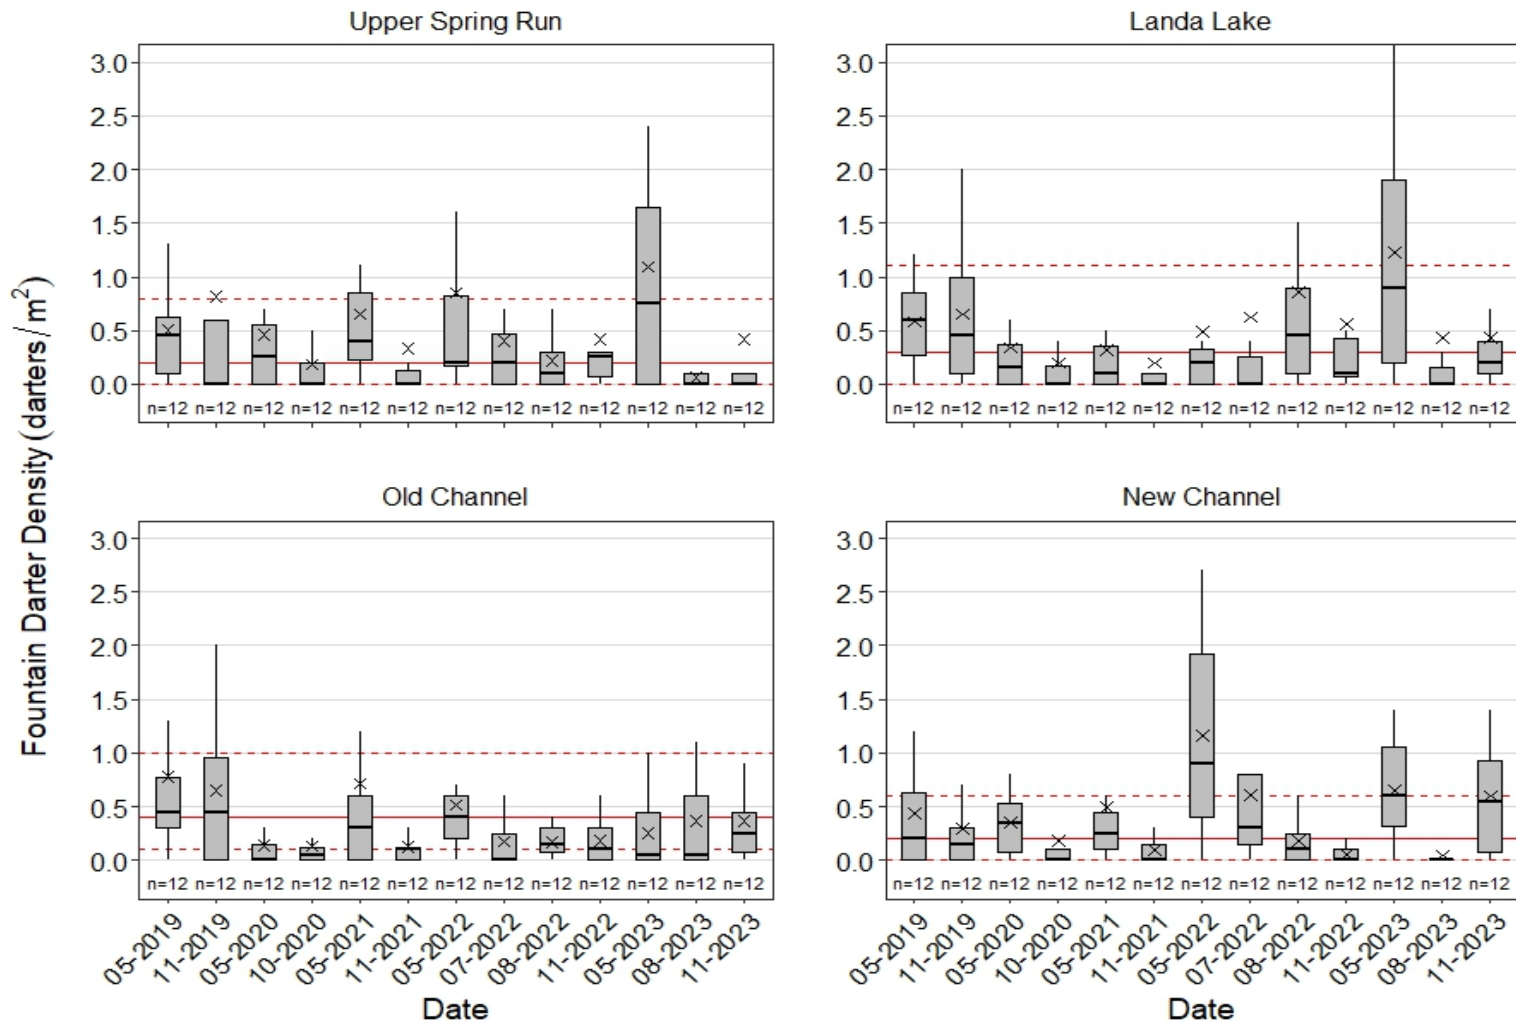 Upper Spring Run
Landa Lake
3.0
2.5
2.0
1.5
1.0
0.5
0.0
n=12 n=12 n=12 n=12 n=12 n=12 n=12 n=12 n=12 n=12 n=12 n=12 n=12
3.0
2.5
2.0
1.5
1.0
0.5
0.0
n=12 n=12 n=12 n=12 n=12 n=12 n=12 n=12 n=12 n=12 n=12 n=12 n=12
Fountain Darter Density (darters/m²)
Old Channel
New Channel
3.0
2.5
2.0
1.5
1.0
0.5
0.0
n=12 n=12 n=12 n=12 n=12 n=12 n=12 n=12 n=12 n=12 n=12 n=12 n=12
05-2019 11-2019 05-2020 10-2020 05-2021 11-2021 05-2022 07-2022 08-2022 11-2022 05-2023 08-2023 11-2023
Date
3.0
2.5
2.0
1.5
1.0
0.5
0.0
n=12 n=12 n=12 n=12 n=12 n=12 n=12 n=12 n=12 n=12 n=12 n=12 n=12
05-2019 11-2019 05-2020 10-2020 05-2021 11-2021 05-2022 07-2022 08-2022 11-2022 05-2023 08-2023 11-2023
Date